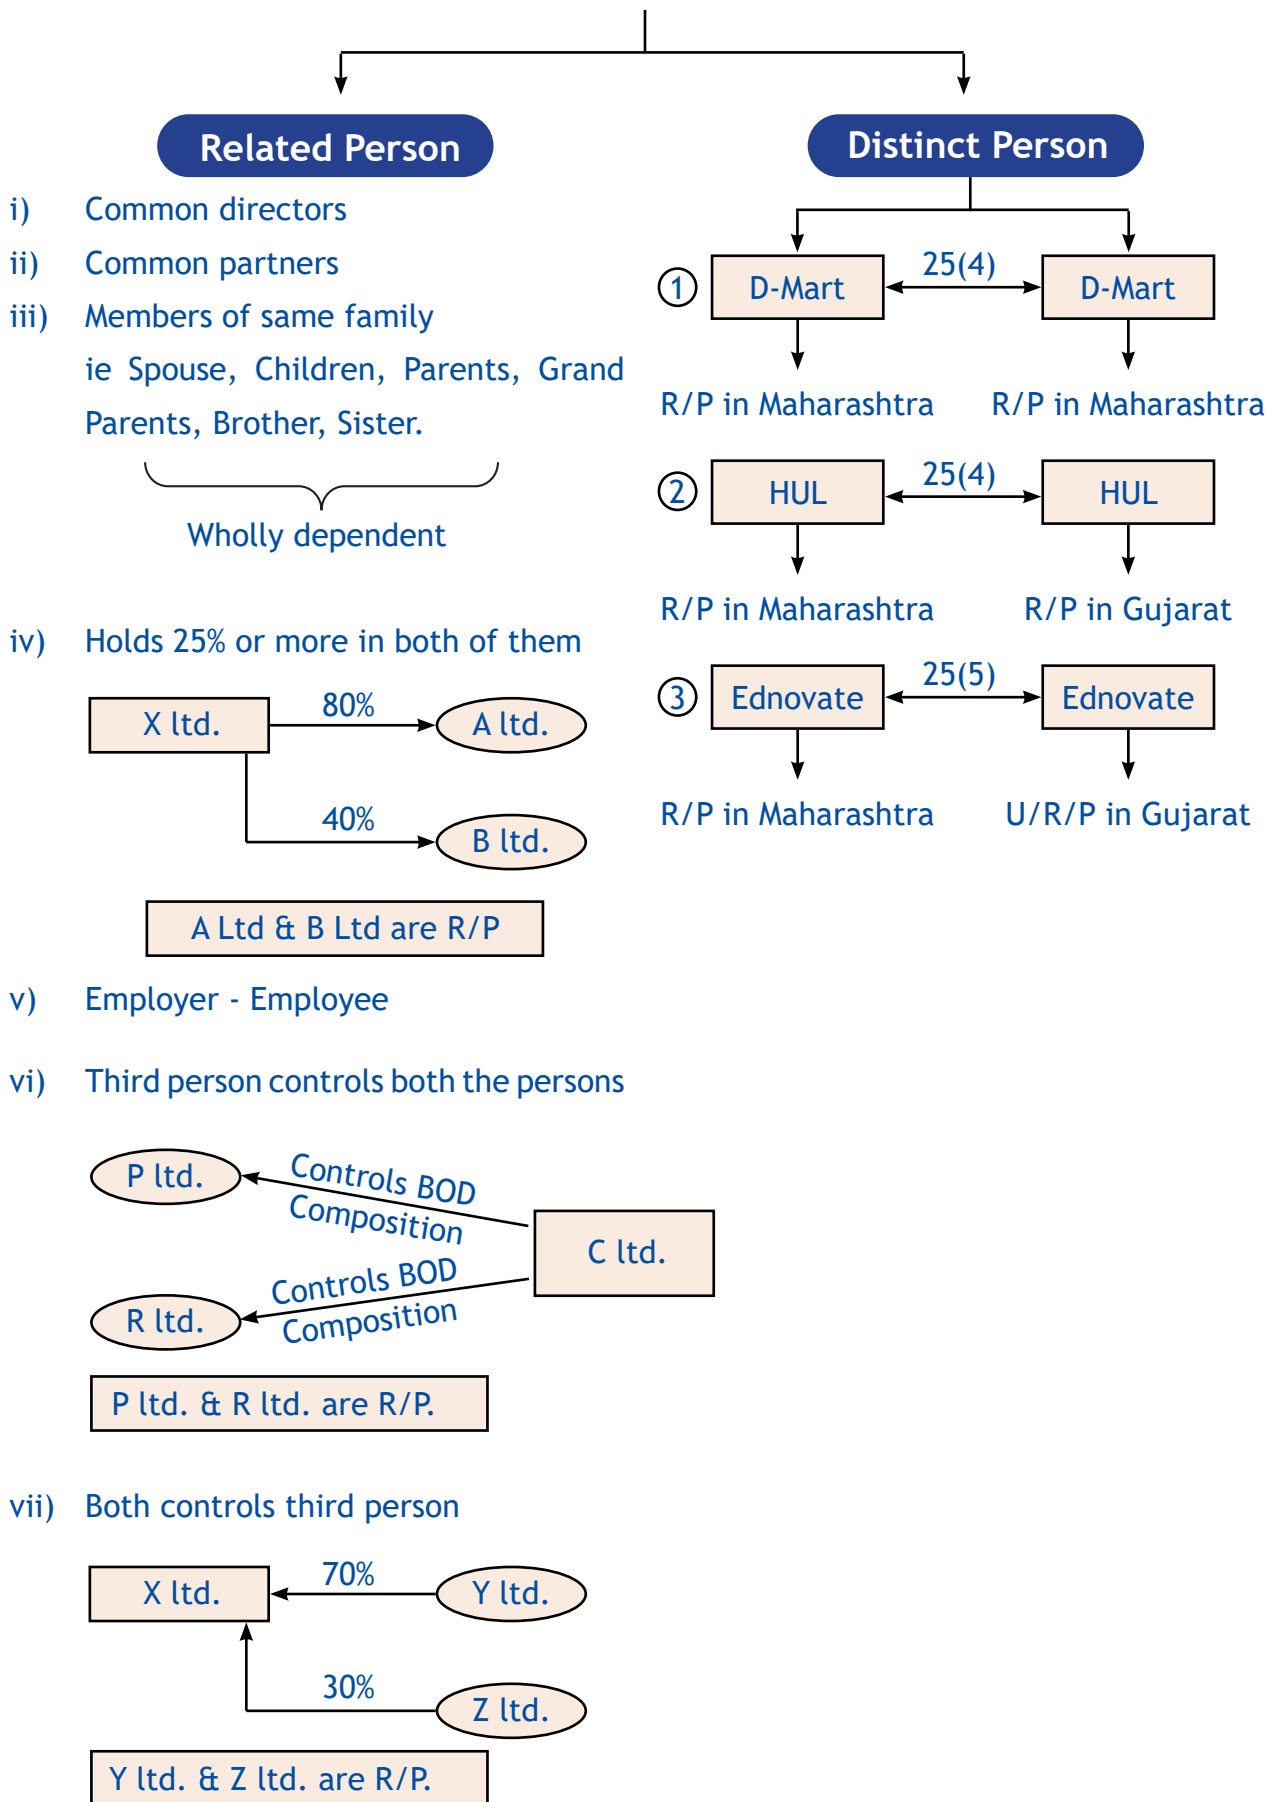 Related Person
i) Common directors
ii) Common partners
iii) Members of same family
ie Spouse, Children, Parents, Grand
Parents, Brother, Sister.
Wholly dependent
iv) Holds 25% or more in both of them
X ltd.
80%
A ltd.
40%
B ltd.
A Ltd & B Ltd are R/P
v) Employer - Employee
vi) Third person controls both the persons
P ltd.
Controls BOD
Composition
C ltd.
R ltd.
Controls BOD
Composition
P ltd. & R ltd. are R/P.
vii) Both controls third person
X ltd.
70%
Y ltd.
30%
Z ltd.
Y ltd. & Z ltd. are R/P.
Distinct Person
1 D-Mart 25(4) D-Mart
R/P in Maharashtra R/P in Maharashtra
2 HUL 25(4) HUL
R/P in Maharashtra R/P in Gujarat
3 Ednovate 25(5) Ednovate
R/P in Maharashtra U/R/P in Gujarat